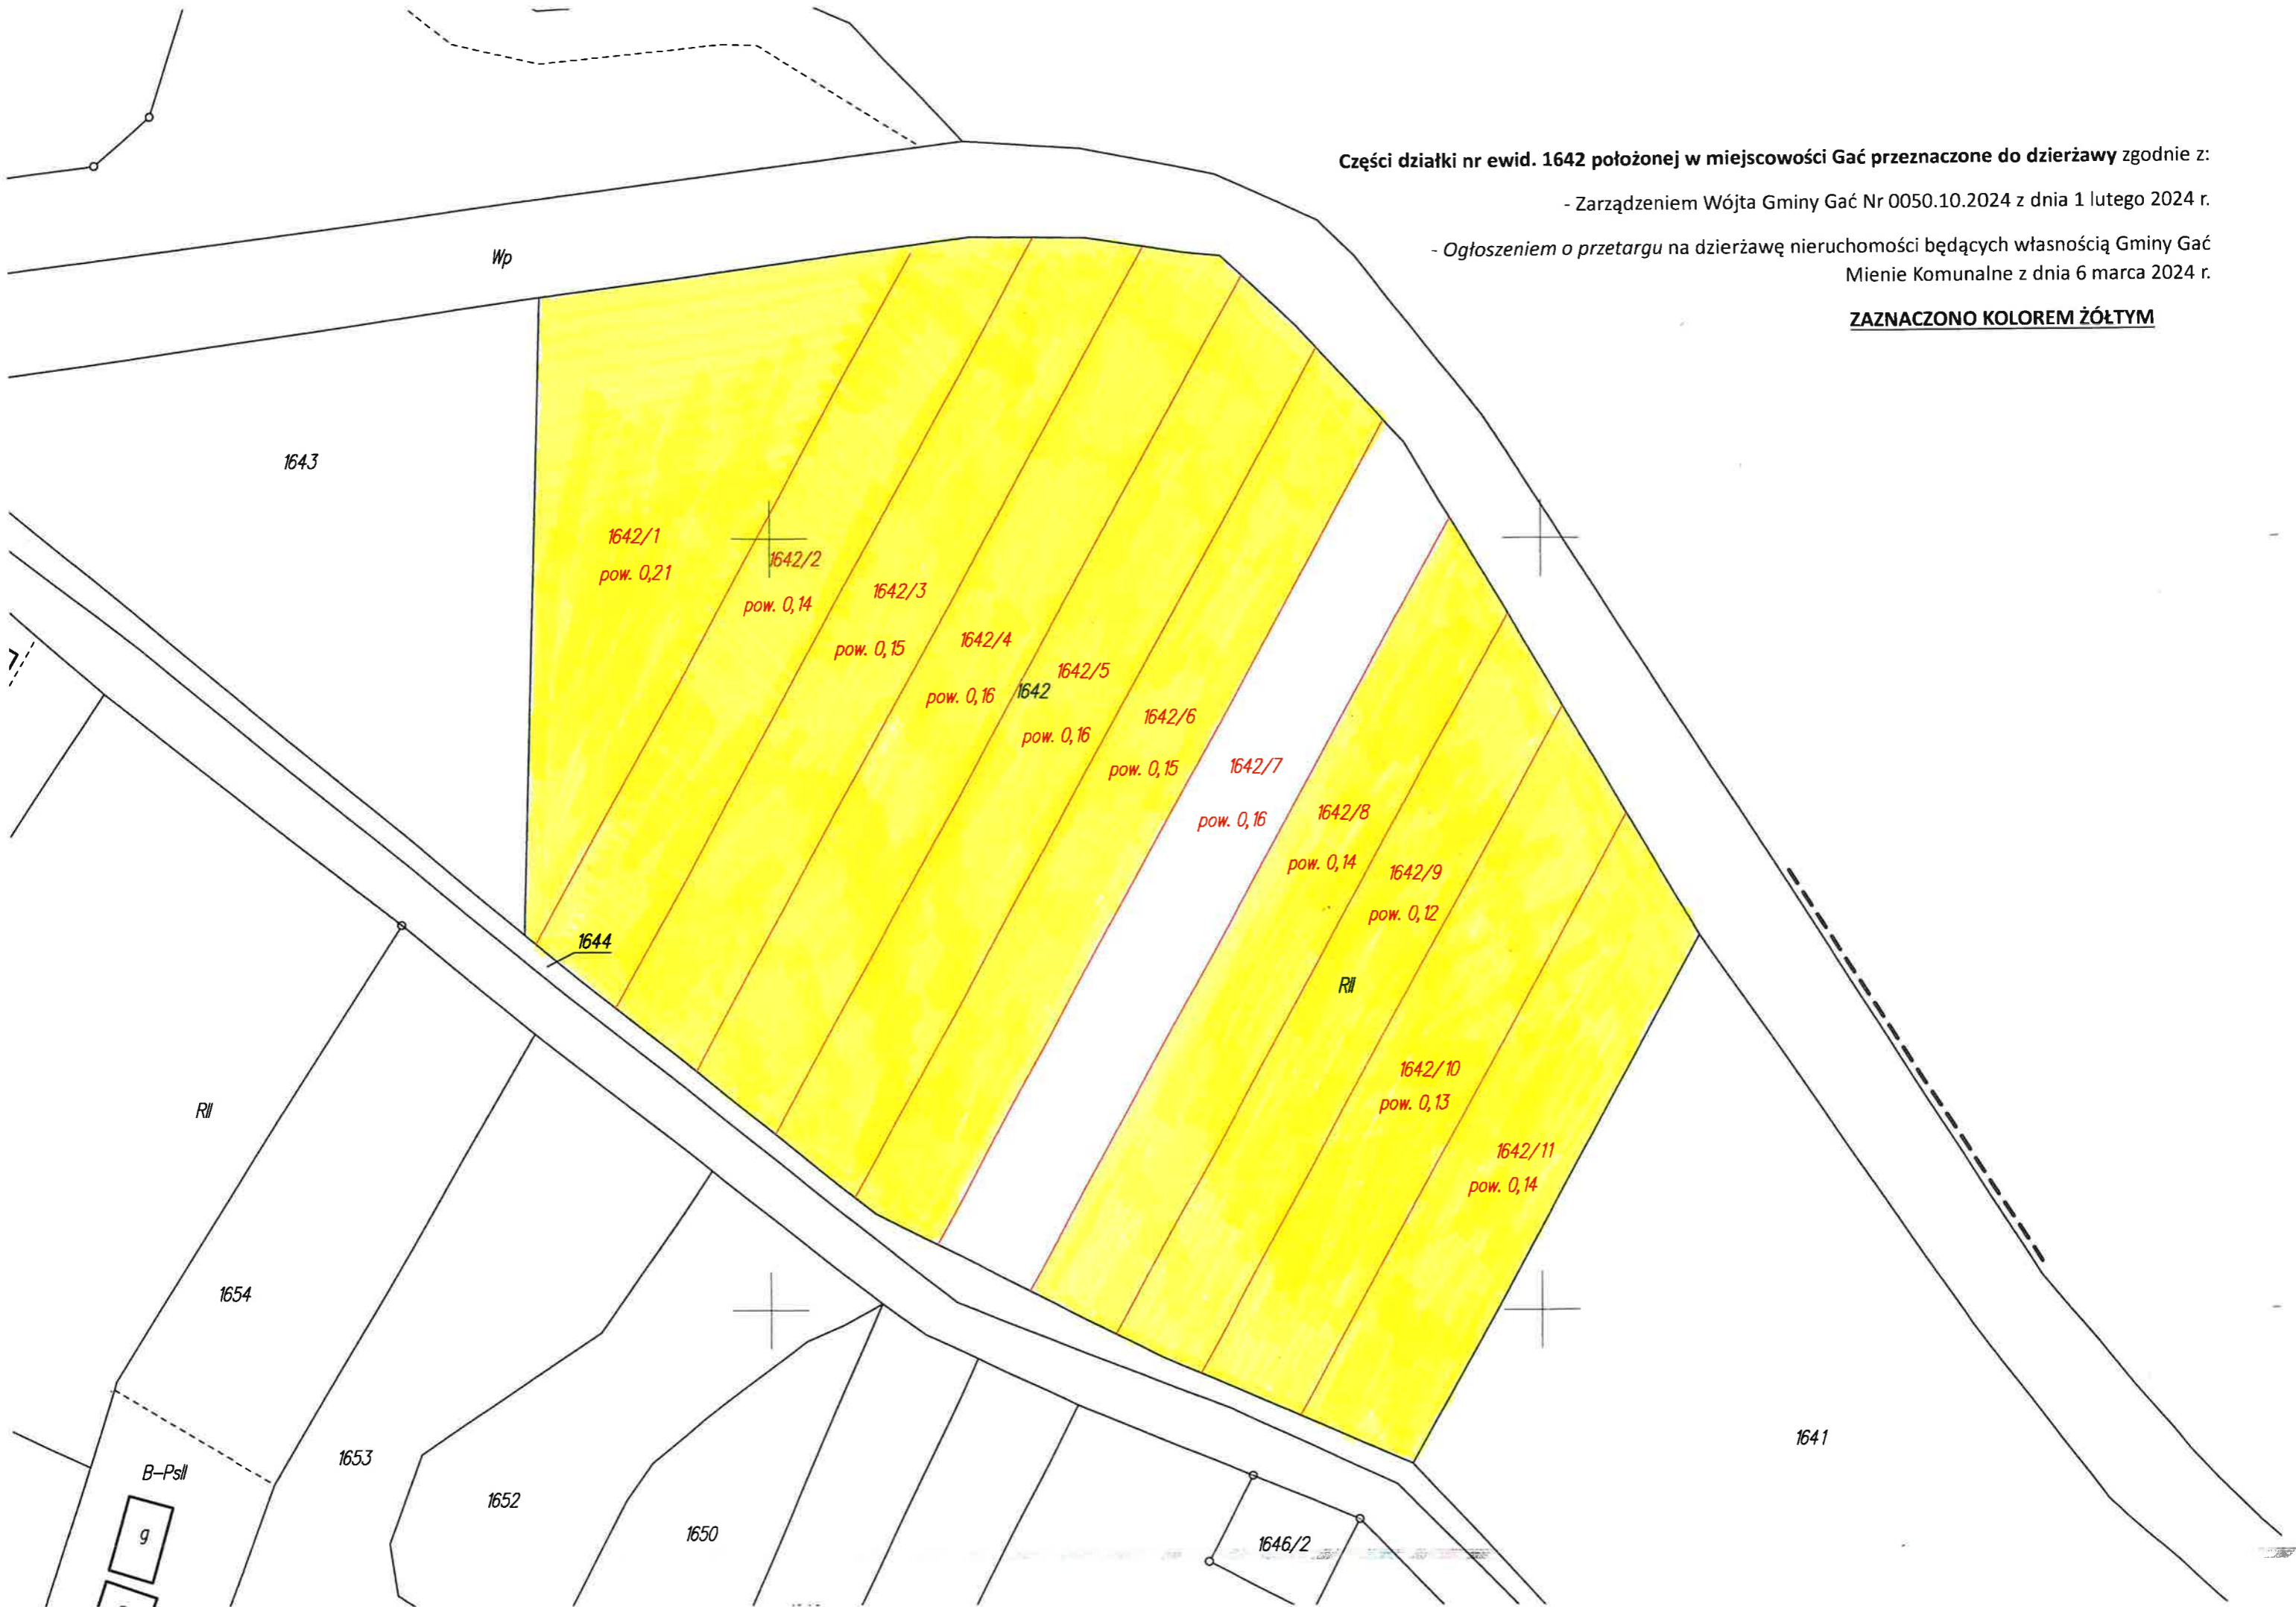 Części działki nr ewid. 1642 położonej w miejscowości Gać przeznaczone do dzierżawy zgodnie z:
- Zarządzeniem Wójta Gminy Gać Nr 0050.10.2024 z dnia 1 lutego 2024 r.
- Ogłoszeniem o przetargu na dzierżawę nieruchomości będących własnością Gminy Gać
Mienie Komunalne z dnia 6 marca 2024 r.
ZAZNACZONO KOLOREM ŻÓŁTYM
Wp
1643
1642/1
pow. 0,21
1642/2
pow. 0,14
1642/3
pow. 0,15
1642/4
pow. 0,16
1642
1642/5
pow. 0,16
1642/6
pow. 0,15
1642/7
pow. 0,16
1642/8
pow. 0,14
1642/9
pow. 0,12
RII
1642/10
pow. 0,13
1642/11
pow. 0,14
1644
RII
1654
B-PsII
g
1653
1652
1650
1646/2
1641